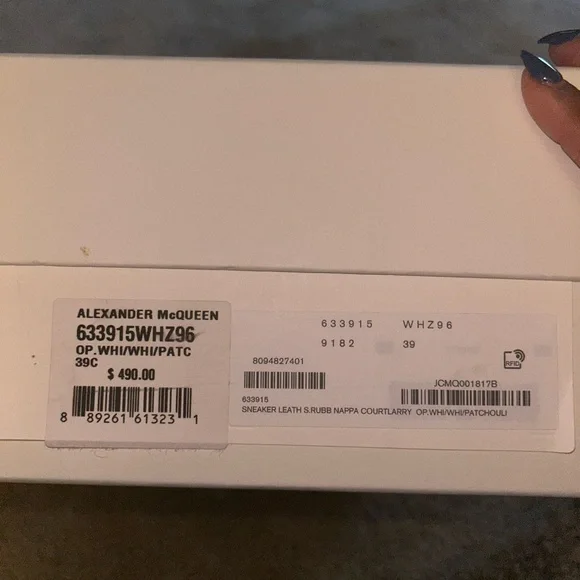 ALEXANDER McQUEEN
633915WHZ96
OP.WHI/WHI/PATC
39C
$ 490.00
8 89261 61323 1
633915 WHZ96
9182 39
RFID
8094827401
JCMQ001817B
633915
SNEAKER LEATH S.RUBB NAPPA COURTLARRY OP.WHI/WHI/PATCHOULI